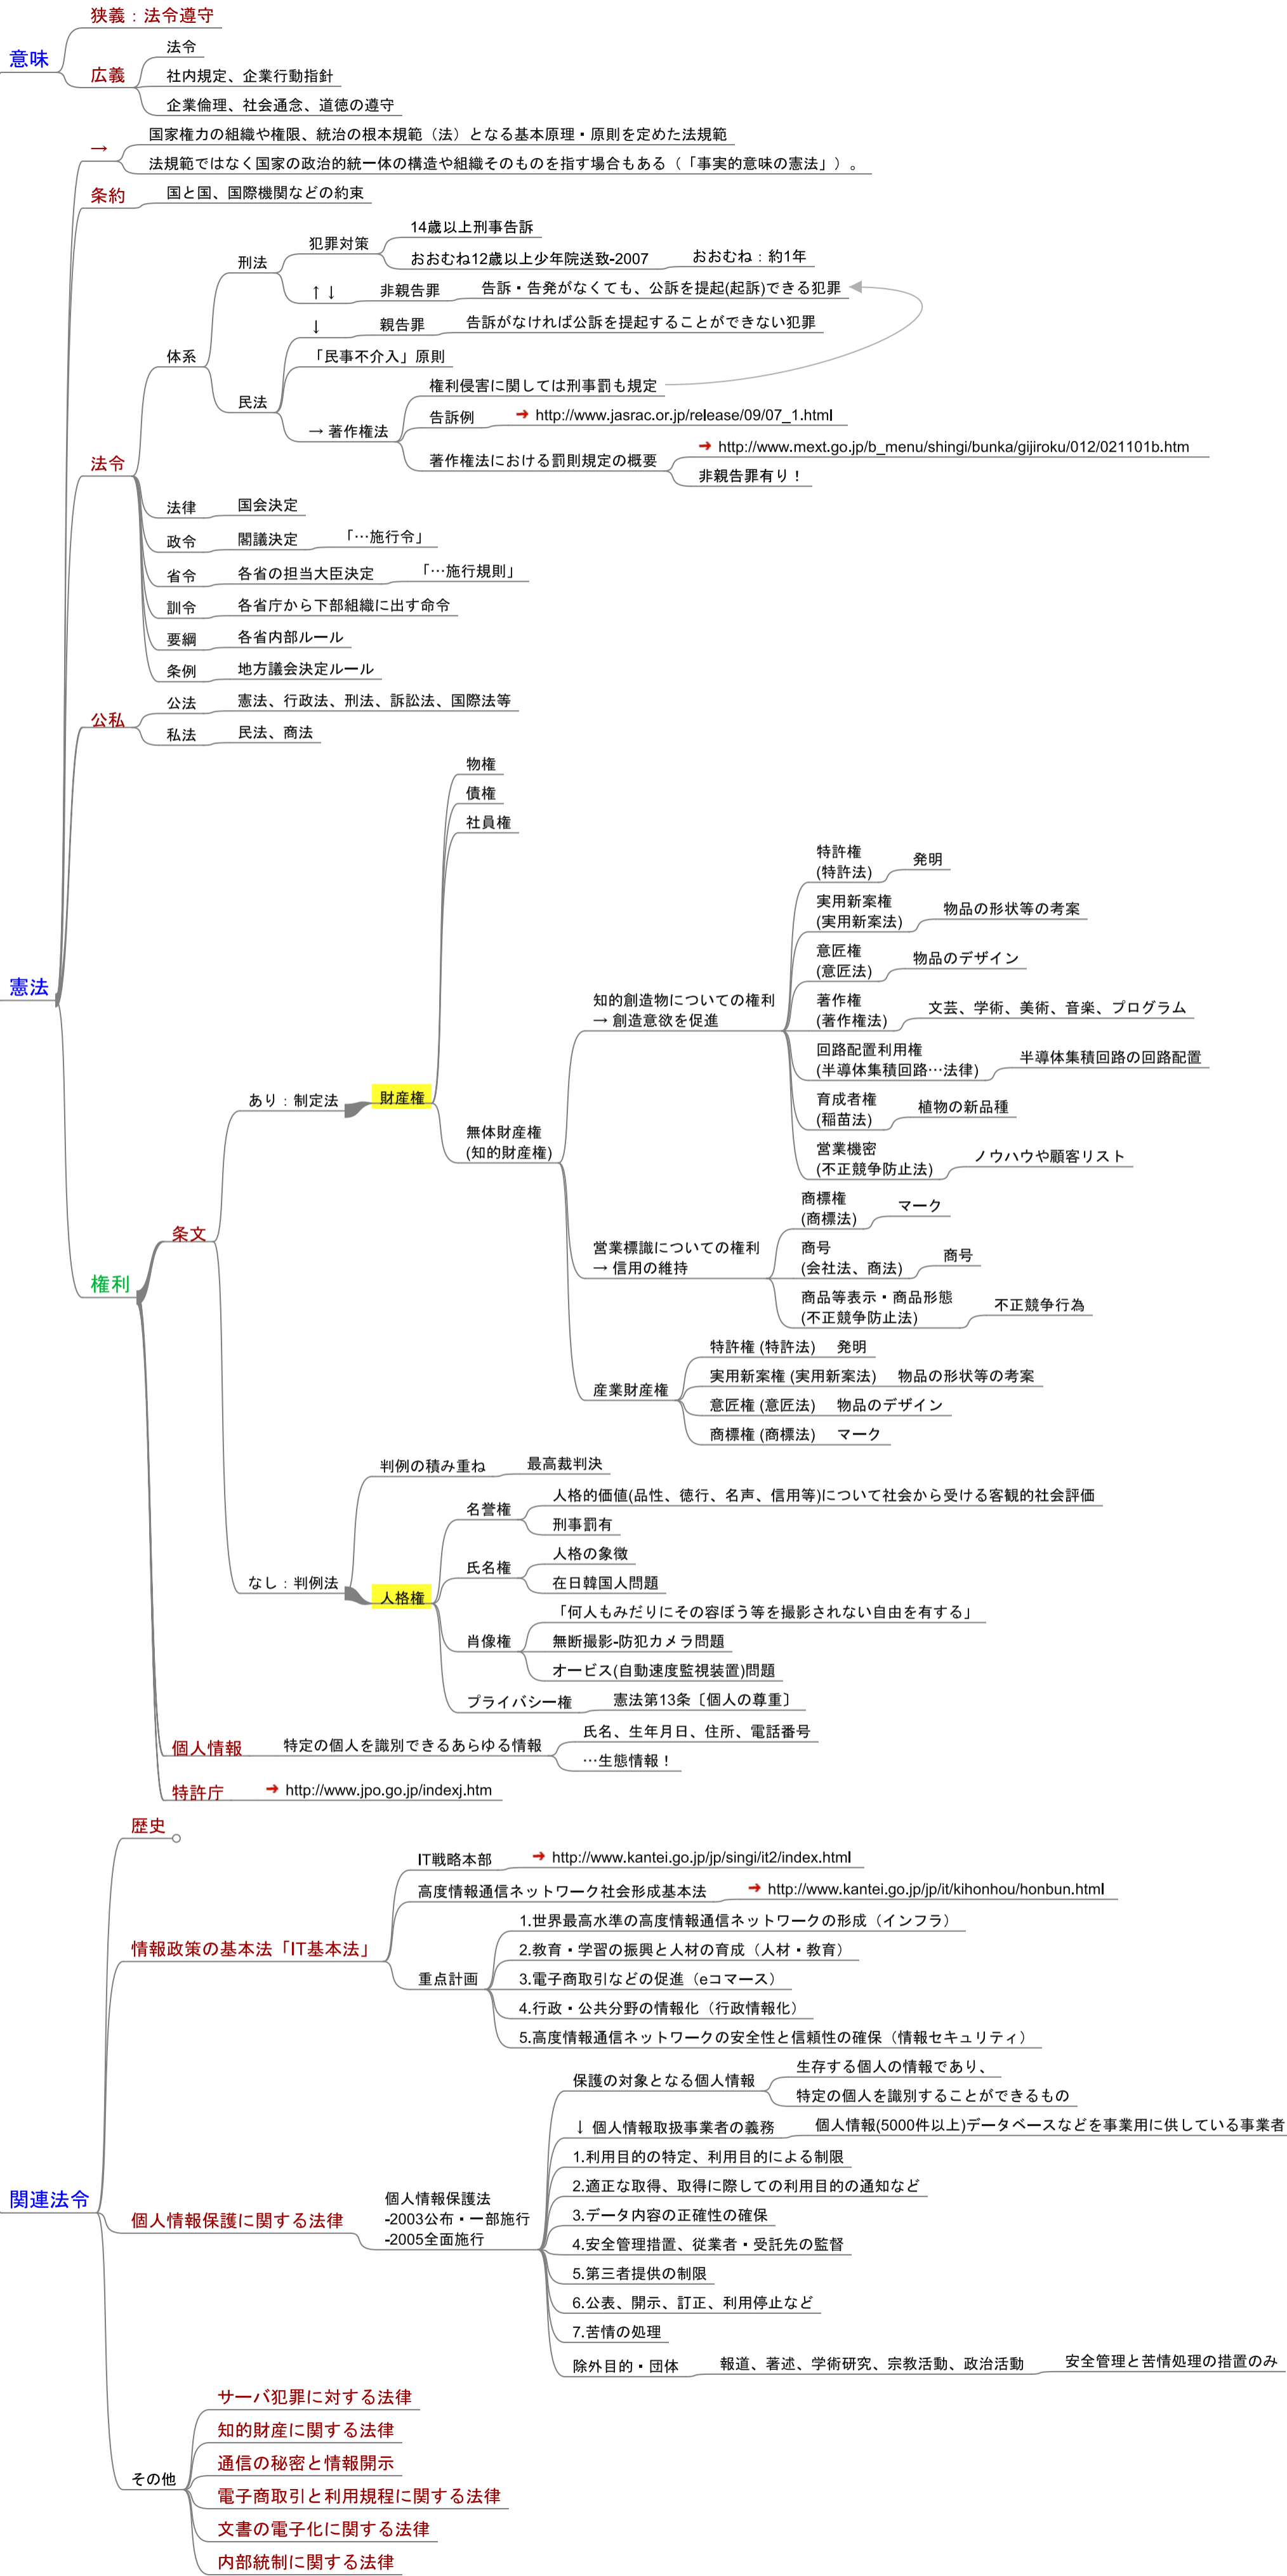 狭義：法令遵守
意味
法令
広義
社内規定、企業行動指針
企業倫理、社会通念、道徳の遵守
国家権力の組織や権限、統治の根本規範（法）となる基本原理・原則を定めた法規範
→
法規範ではなく国家の政治的統一体の構造や組織そのものを指す場合もある（「事実的意味の憲法」）。
条約
国と国、国際機関などの約束
14歳以上刑事告訴
犯罪対策
おおむね12歳以上少年院送致-2007
おおむね：約1年
刑法
↑↓
非親告罪
告訴・告発がなくても、公訴を提起(起訴)できる犯罪
↓
親告罪
告訴がなければ公訴を提起することができない犯罪
体系
「民事不介入」原則
民法
権利侵害に関しては刑事罰も規定
→ 著作権法
告訴例
➜ http://www.jasrac.or.jp/release/09/07_1.html
著作権法における罰則規定の概要
➜ http://www.mext.go.jp/b_menu/shingi/bunka/gijiroku/012/021101b.htm
非親告罪有り！
法令
法律
国会決定
政令
閣議決定
「…施行令」
省令
各省の担当大臣決定
「…施行規則」
訓令
各省庁から下部組織に出す命令
要綱
各省内部ルール
条例
地方議会決定ルール
公法
憲法、行政法、刑法、訴訟法、国際法等
公私
私法
民法、商法
物権
債権
社員権
特許権
(特許法)
発明
実用新案権
(実用新案法)
物品の形状等の考案
意匠権
(意匠法)
物品のデザイン
憲法
知的創造物についての権利
→ 創造意欲を促進
著作権
(著作権法)
文芸、学術、美術、音楽、プログラム
回路配置利用権
(半導体集積回路…法律)
半導体集積回路の回路配置
あり：制定法
財産権
育成者権
(稲苗法)
植物の新品種
無体財産権
(知的財産権)
営業機密
(不正競争防止法)
ノウハウや顧客リスト
商標権
(商標法)
マーク
条文
営業標識についての権利
→ 信用の維持
商号
(会社法、商法)
商号
権利
商品等表示・商品形態
(不正競争防止法)
不正競争行為
特許権 (特許法)　発明
実用新案権 (実用新案法)　物品の形状等の考案
産業財産権
意匠権 (意匠法)　物品のデザイン
商標権 (商標法)　マーク
判例の積み重ね
最高裁判決
人格的価値(品性、徳行、名声、信用等)について社会から受ける客観的社会評価
名誉権
刑事罰有
人格の象徴
氏名権
在日韓国人問題
なし：判例法
人格権
「何人もみだりにその容ぼう等を撮影されない自由を有する」
肖像権
無断撮影-防犯カメラ問題
オービス(自動速度監視装置)問題
プライバシー権
憲法第13条〔個人の尊重〕
個人情報
特定の個人を識別できるあらゆる情報
氏名、生年月日、住所、電話番号
…生態情報！
特許庁
➜ http://www.jpo.go.jp/indexj.htm
歴史
IT戦略本部
➜ http://www.kantei.go.jp/jp/singi/it2/index.html
高度情報通信ネットワーク社会形成基本法
➜ http://www.kantei.go.jp/jp/it/kihonhou/honbun.html
情報政策の基本法「IT基本法」
1.世界最高水準の高度情報通信ネットワークの形成（インフラ）
2.教育・学習の振興と人材の育成（人材・教育）
重点計画
3.電子商取引などの促進（eコマース）
4.行政・公共分野の情報化（行政情報化）
5.高度情報通信ネットワークの安全性と信頼性の確保（情報セキュリティ）
保護の対象となる個人情報
生存する個人の情報であり、
特定の個人を識別することができるもの
↓ 個人情報取扱事業者の義務
個人情報(5000件以上)データベースなどを事業用に供している事業者
1.利用目的の特定、利用目的による制限
2.適正な取得、取得に際しての利用目的の通知など
関連法令
個人情報保護に関する法律
個人情報保護法
-2003公布・一部施行
-2005全面施行
3.データ内容の正確性の確保
4.安全管理措置、従業者・受託先の監督
5.第三者提供の制限
6.公表、開示、訂正、利用停止など
7.苦情の処理
除外目的・団体
報道、著述、学術研究、宗教活動、政治活動
安全管理と苦情処理の措置のみ
サーバ犯罪に対する法律
知的財産に関する法律
通信の秘密と情報開示
その他
電子商取引と利用規程に関する法律
文書の電子化に関する法律
内部統制に関する法律